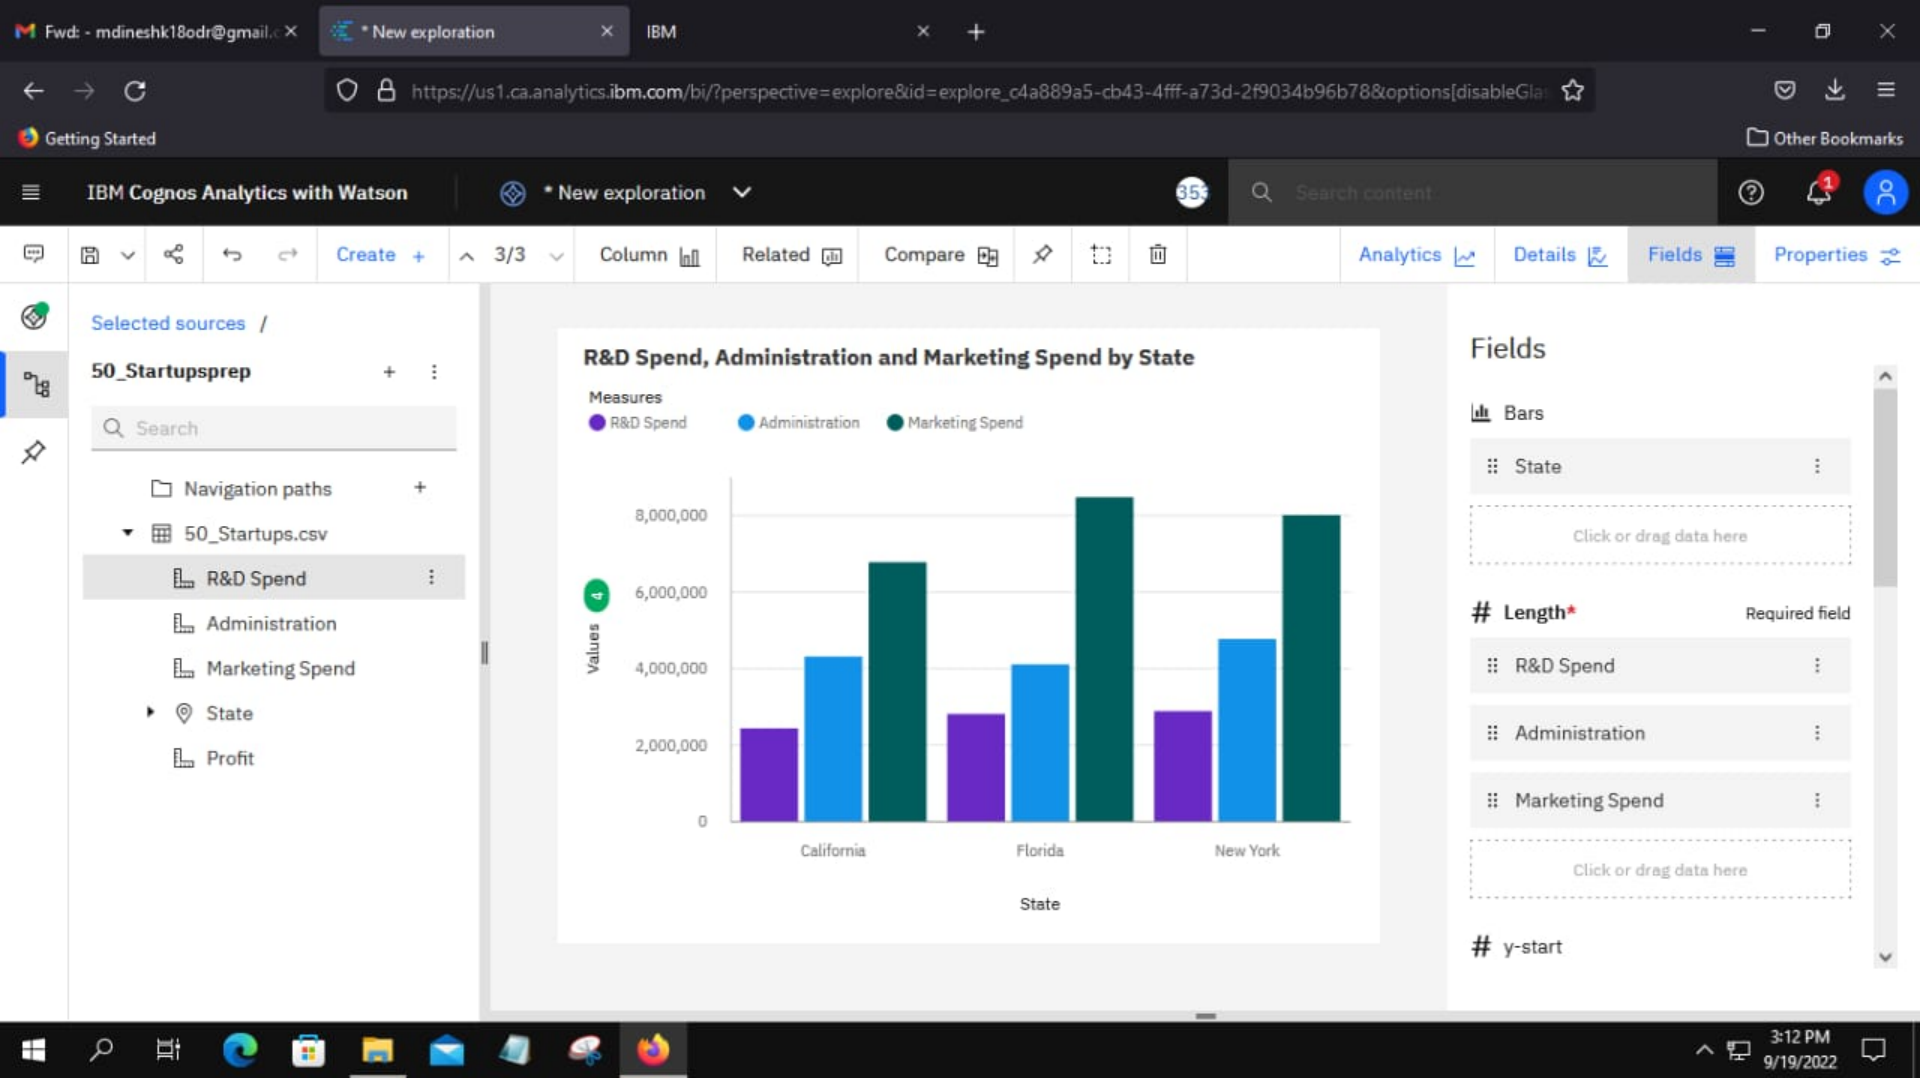 Fwd: - mdineshk18odr@gmail.c
* New exploration
IBM
https://us1.ca.analytics.ibm.com/bi/?perspective=explore&id=explore_c4a889a5-cb43-4fff-a73d-2f9034b96b78&options[disableGla
Getting Started
Other Bookmarks
IBM Cognos Analytics with Watson
* New exploration
353
Search content
1
Create +
3/3
Column
Related
Compare
Analytics
Details
Fields
Properties
Selected sources /
50_Startupsprep
Search
Navigation paths
50_Startups.csv
R&D Spend
Administration
Marketing Spend
State
Profit
R&D Spend, Administration and Marketing Spend by State
Measures
R&D Spend
Administration
Marketing Spend
4
Values
8,000,000
6,000,000
4,000,000
2,000,000
0
California
Florida
New York
State
Fields
Bars
State
Click or drag data here
# Length* Required field
R&D Spend
Administration
Marketing Spend
Click or drag data here
# y-start
3:12 PM
9/19/2022